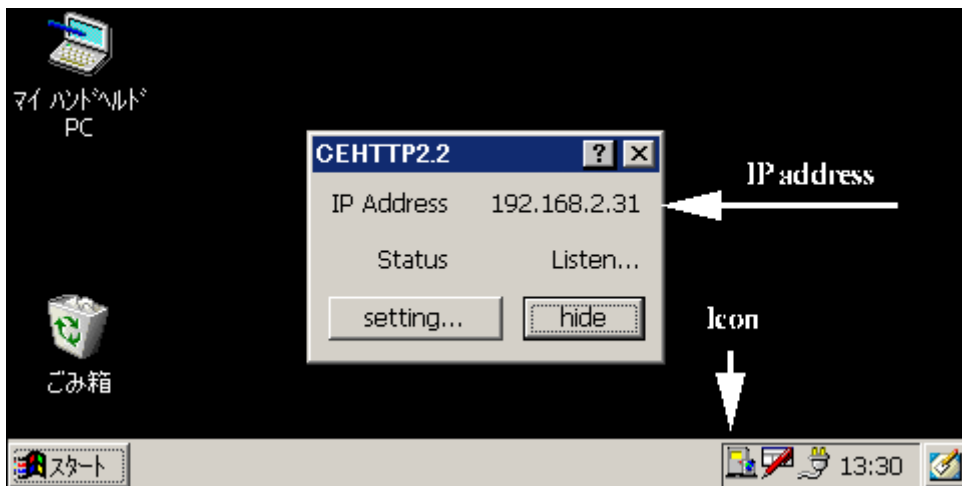 マイ ハンドヘルド
PC
CEHTTP2.2
IP Address 192.168.2.31
IP address
Status Listen...
setting... hide
Icon
ごみ箱
スタート
13:30